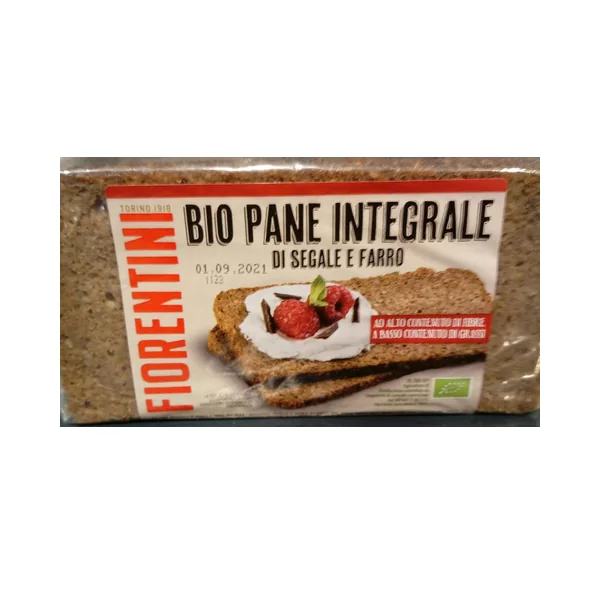 TORINO 1918
FIORENTINI
BIO PANE INTEGRALE
DI SEGALE E FARRO
01.09.2021
1122
AD ALTO CONTENUTO DI FIBRE
A BASSO CONTENUTO DI GRASSI